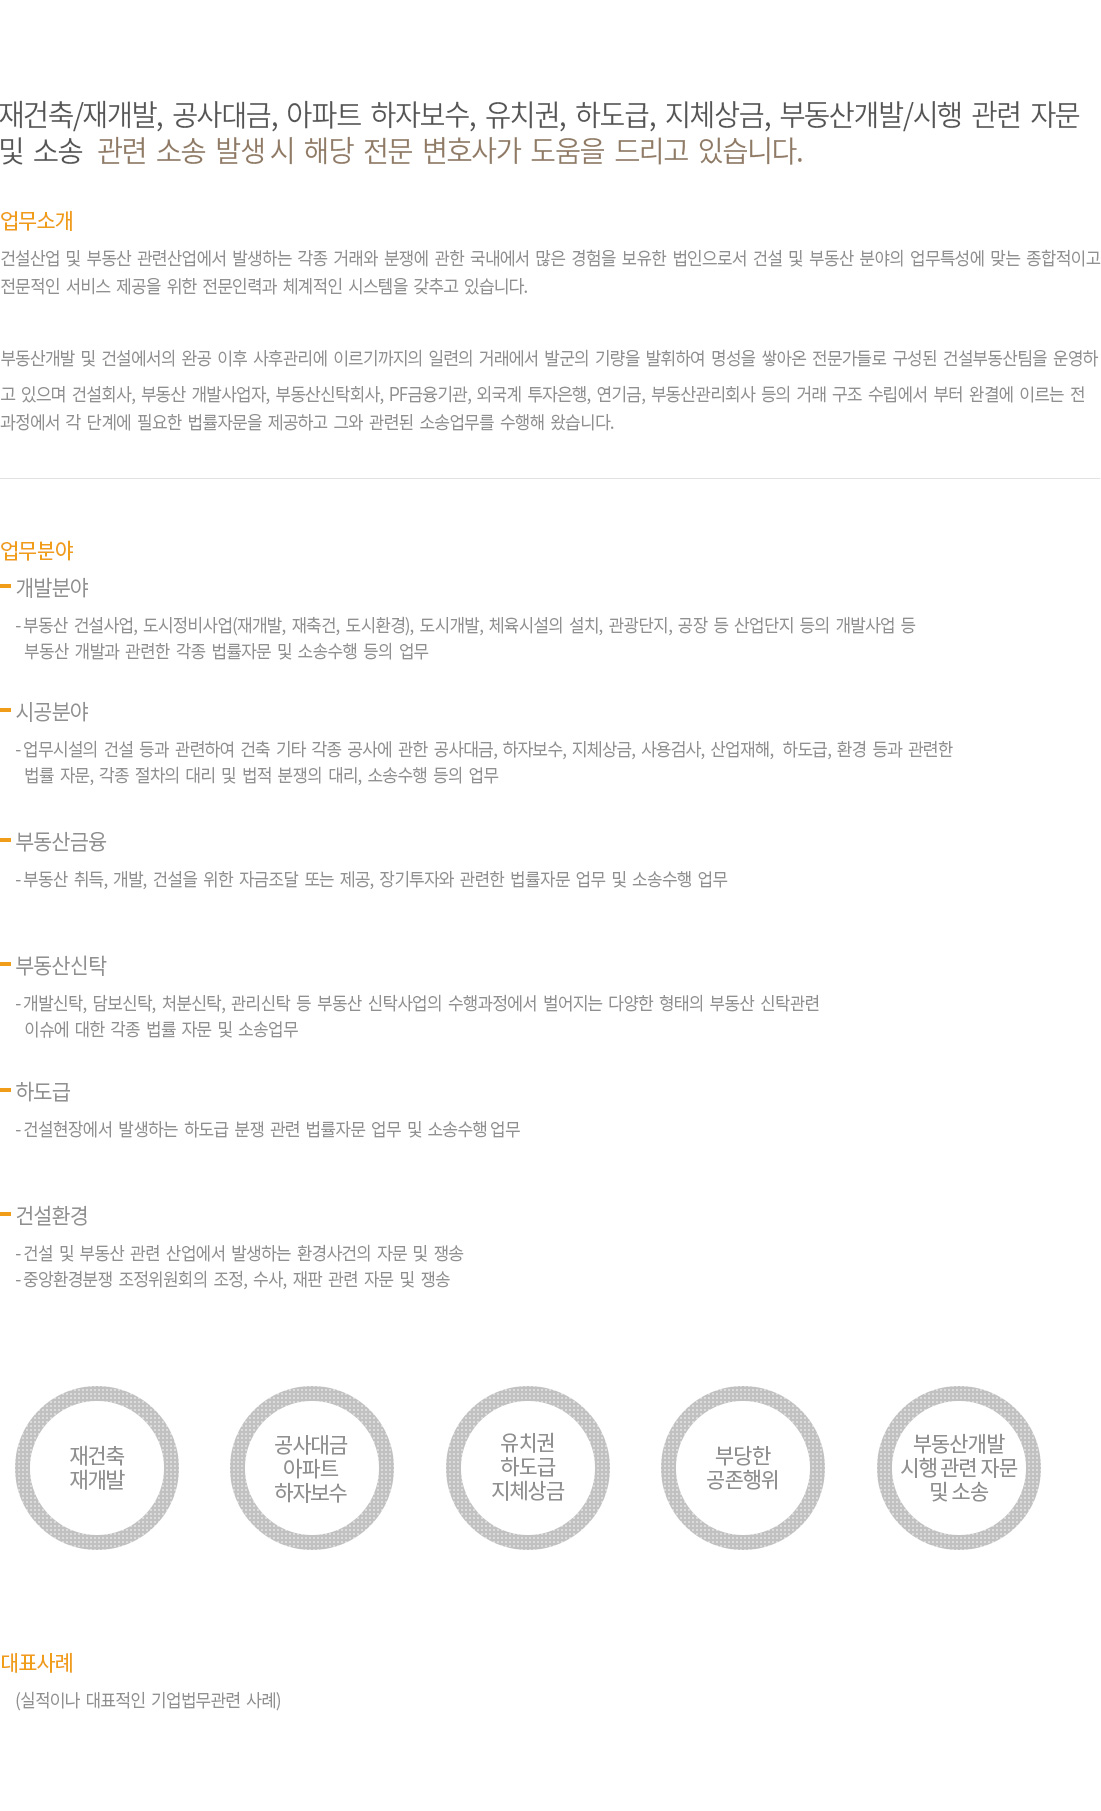 재건축/재개발, 공사대금, 아파트 하자보수, 유치권, 하도급, 지체상금, 부동산개발/시행 관련 자문
및 소송 관련 소송 발생 시 해당 전문 변호사가 도움을 드리고 있습니다.
업무소개
건설산업 및 부동산 관련산업에서 발생하는 각종 거래와 분쟁에 관한 국내에서 많은 경험을 보유한 법인으로서 건설 및 부동산 분야의 업무특성에 맞는 종합적이고
전문적인 서비스 제공을 위한 전문인력과 체계적인 시스템을 갖추고 있습니다.
부동산개발 및 건설에서의 완공 이후 사후관리에 이르기까지의 일련의 거래에서 발군의 기량을 발휘하여 명성을 쌓아온 전문가들로 구성된 건설부동산팀을 운영하
고 있으며 건설회사, 부동산 개발사업자, 부동산신탁회사, PF금융기관, 외국계 투자은행, 연기금, 부동산관리회사 등의 거래 구조 수립에서 부터 완결에 이르는 전
과정에서 각 단계에 필요한 법률자문을 제공하고 그와 관련된 소송업무를 수행해 왔습니다.
업무분야
개발분야
- 부동산 건설사업, 도시정비사업(재개발, 재축건, 도시환경), 도시개발, 체육시설의 설치, 관광단지, 공장 등 산업단지 등의 개발사업 등
부동산 개발과 관련한 각종 법률자문 및 소송수행 등의 업무
시공분야
- 업무시설의 건설 등과 관련하여 건축 기타 각종 공사에 관한 공사대금, 하자보수, 지체상금, 사용검사, 산업재해, 하도급, 환경 등과 관련한
법률 자문, 각종 절차의 대리 및 법적 분쟁의 대리, 소송수행 등의 업무
부동산금융
- 부동산 취득, 개발, 건설을 위한 자금조달 또는 제공, 장기투자와 관련한 법률자문 업무 및 소송수행 업무
부동산신탁
- 개발신탁, 담보신탁, 처분신탁, 관리신탁 등 부동산 신탁사업의 수행과정에서 벌어지는 다양한 형태의 부동산 신탁관련
이슈에 대한 각종 법률 자문 및 소송업무
하도급
- 건설현장에서 발생하는 하도급 분쟁 관련 법률자문 업무 및 소송수행 업무
건설환경
- 건설 및 부동산 관련 산업에서 발생하는 환경사건의 자문 및 쟁송
- 중앙환경분쟁 조정위원회의 조정, 수사, 재판 관련 자문 및 쟁송
재건축
재개발
공사대금
아파트
하자보수
유치권
하도급
지체상금
부당한
공존행위
부동산개발
시행 관련 자문
및 소송
대표사례
(실적이나 대표적인 기업법무관련 사례)